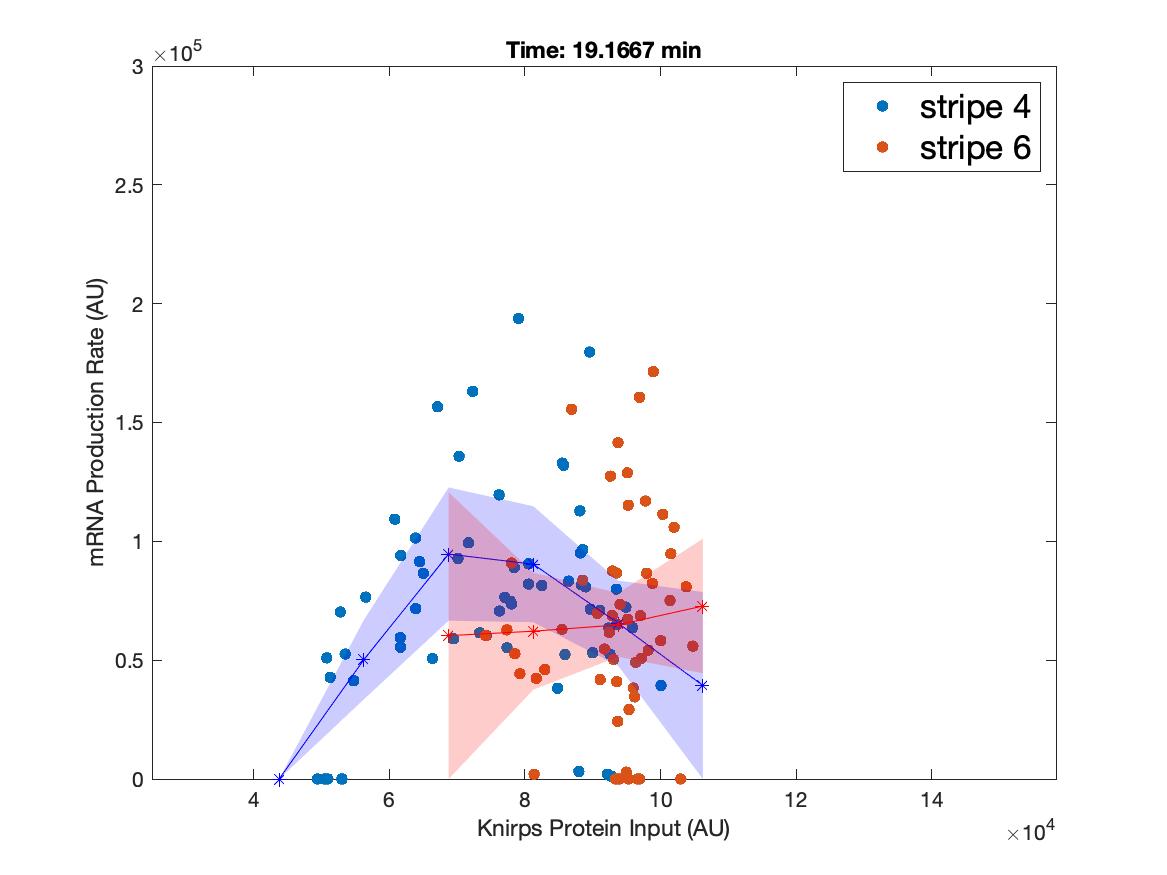 Time: 19.1667 min
×10⁵
3
2.5
2
1.5
1
0.5
0
mRNA Production Rate (AU)
stripe 4
stripe 6
4 6 8 10 12 14
Knirps Protein Input (AU)
×10⁴